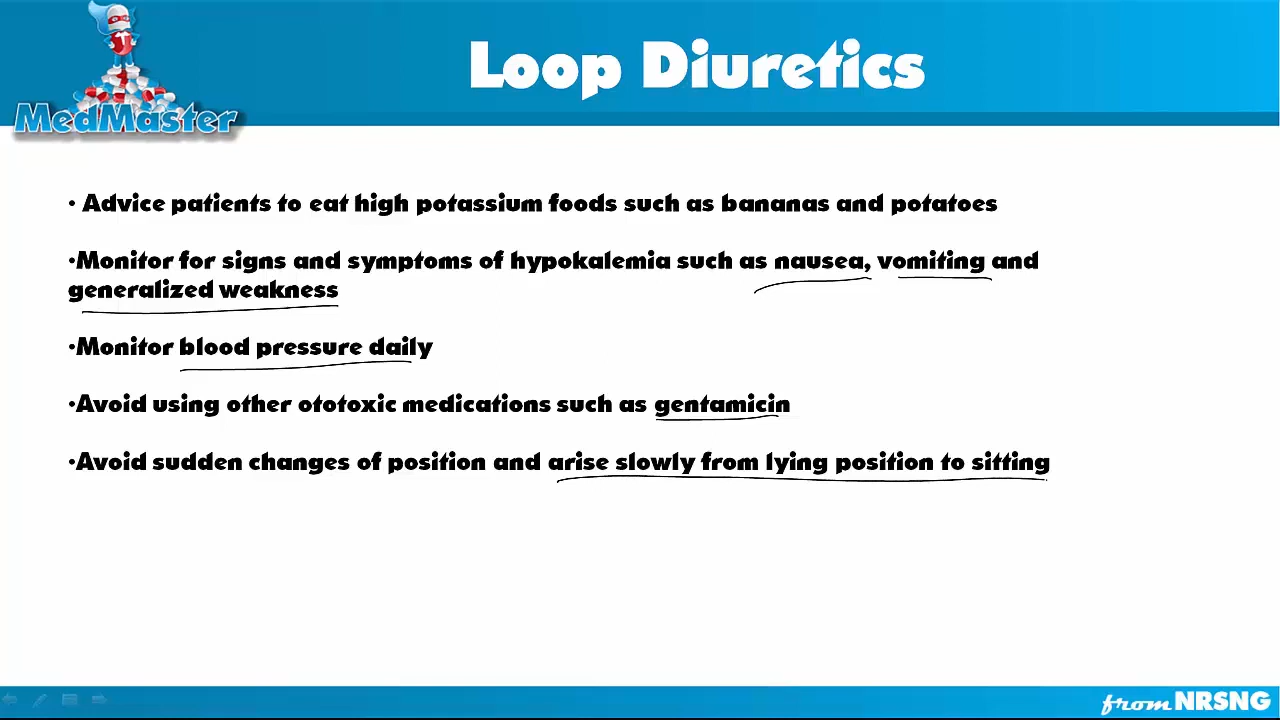 MedMaster
Loop Diuretics
• Advice patients to eat high potassium foods such as bananas and potatoes
•Monitor for signs and symptoms of hypokalemia such as nausea, vomiting and
generalized weakness
•Monitor blood pressure daily
•Avoid using other ototoxic medications such as gentamicin
•Avoid sudden changes of position and arise slowly from lying position to sitting
from NRSNG